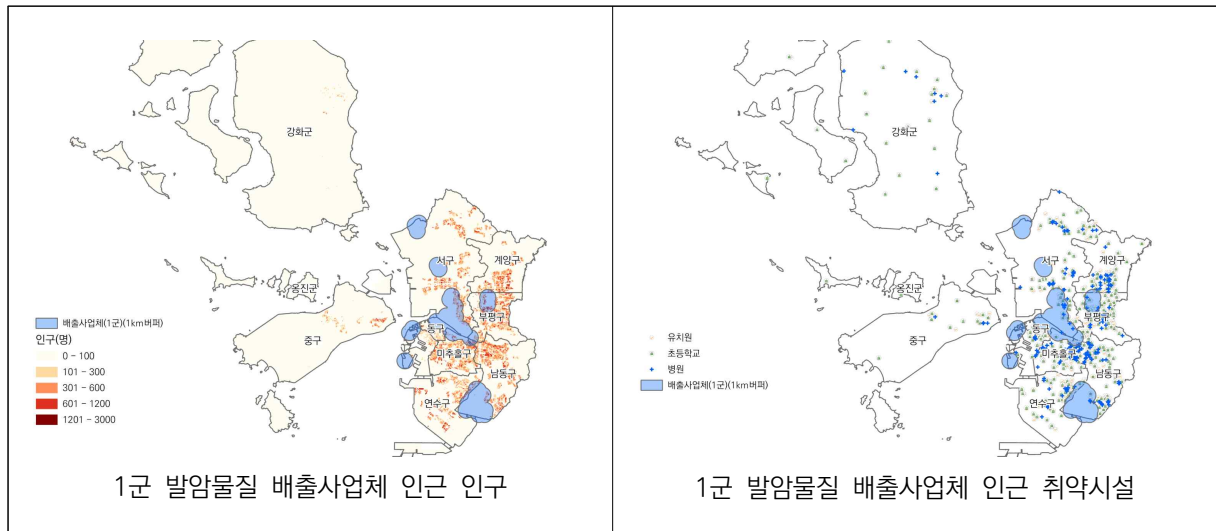 강화군
서구
계양구
옹진군
부평구
동구
중구
미추홀구
남동구
연수구
배출사업체(1군)(1km버퍼)
인구(명)
0 - 100
101 - 300
301 - 600
601 - 1200
1201 - 3000
1군 발암물질 배출사업체 인근 인구
강화군
서구
계양구
옹진군
부평구
동구
중구
미추홀구
남동구
연수구
유치원
초등학교
병원
배출사업체(1군)(1km버퍼)
1군 발암물질 배출사업체 인근 취약시설